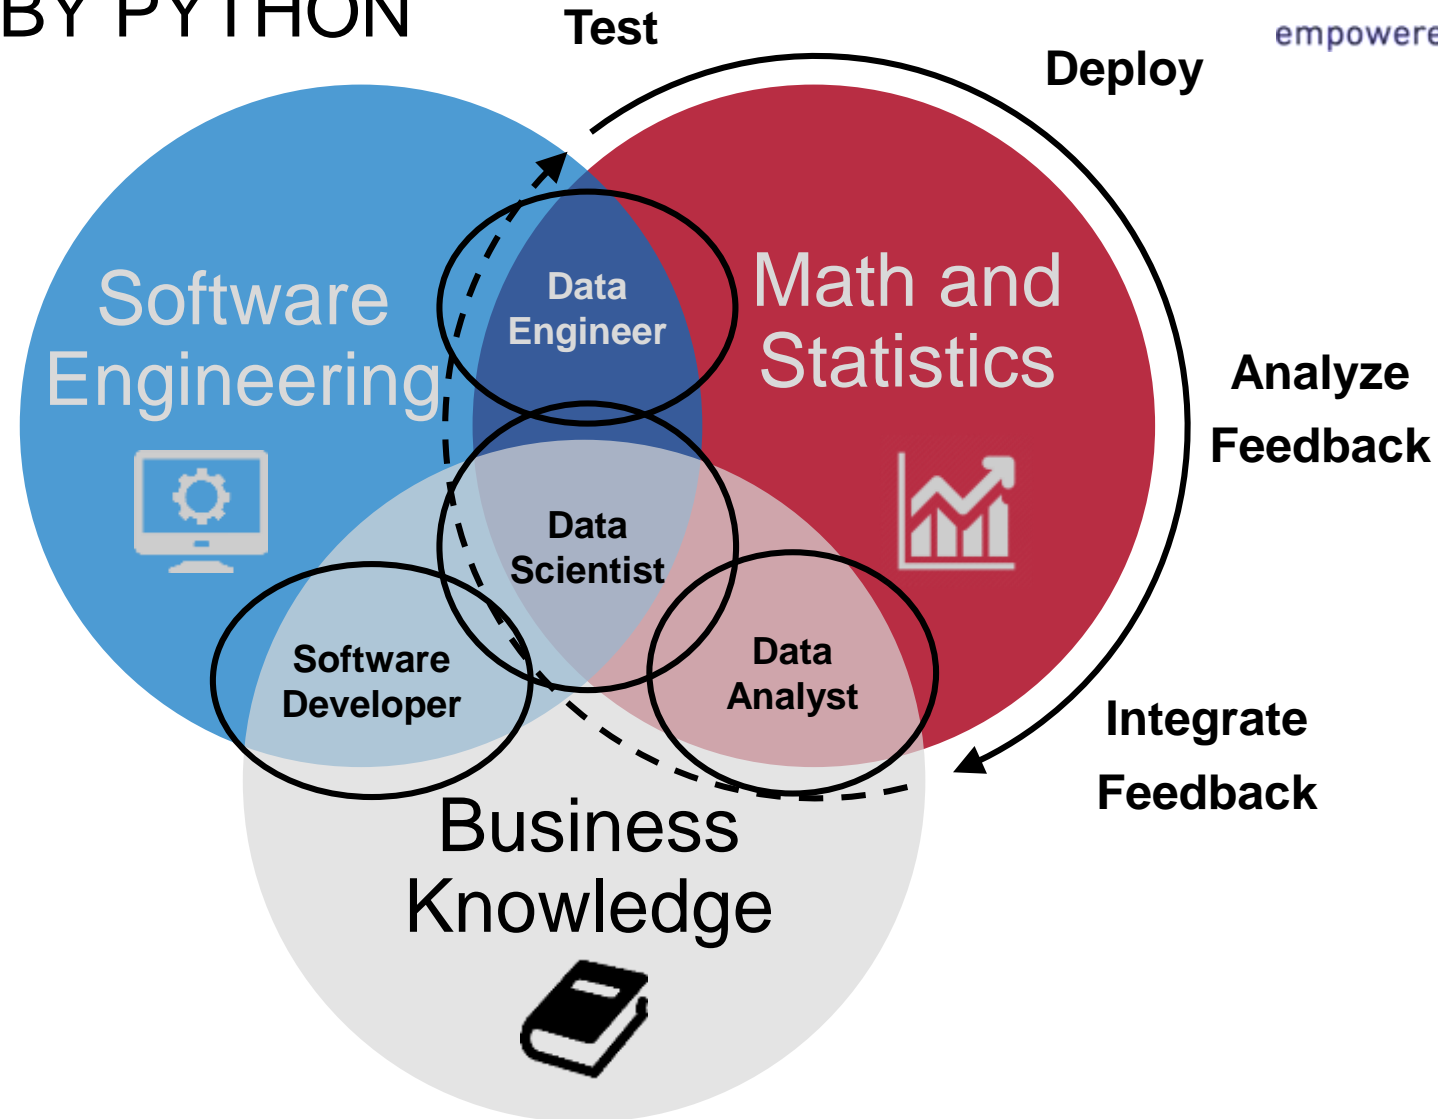 BY PYTHON
Test
empowere
Deploy
Software
Engineering
Data
Engineer
Math and
Statistics
Analyze
Feedback
Data
Scientist
Software
Developer
Data
Analyst
Integrate
Feedback
Business
Knowledge